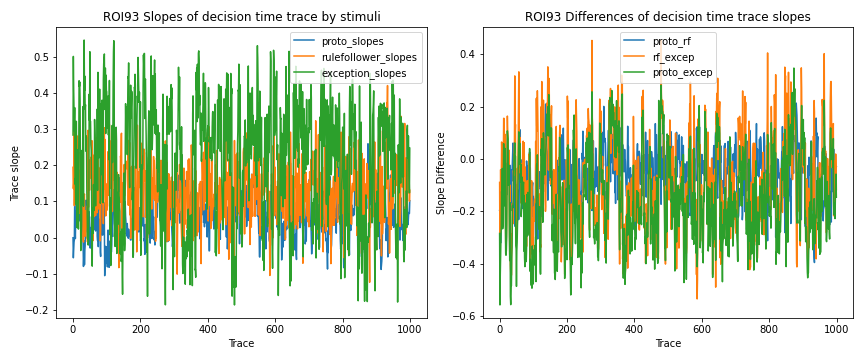 ROI93 Slopes of decision time trace by stimuli
proto_slopes
rulefollower_slopes
exception_slopes
Trace slope
0.5
0.4
0.3
0.2
0.1
0.0
−0.1
−0.2
0 200 400 600 800 1000
Trace
ROI93 Differences of decision time trace slopes
proto_rf
rf_excep
proto_excep
Slope Difference
0.4
0.2
0.0
−0.2
−0.4
−0.6
0 200 400 600 800 1000
Trace